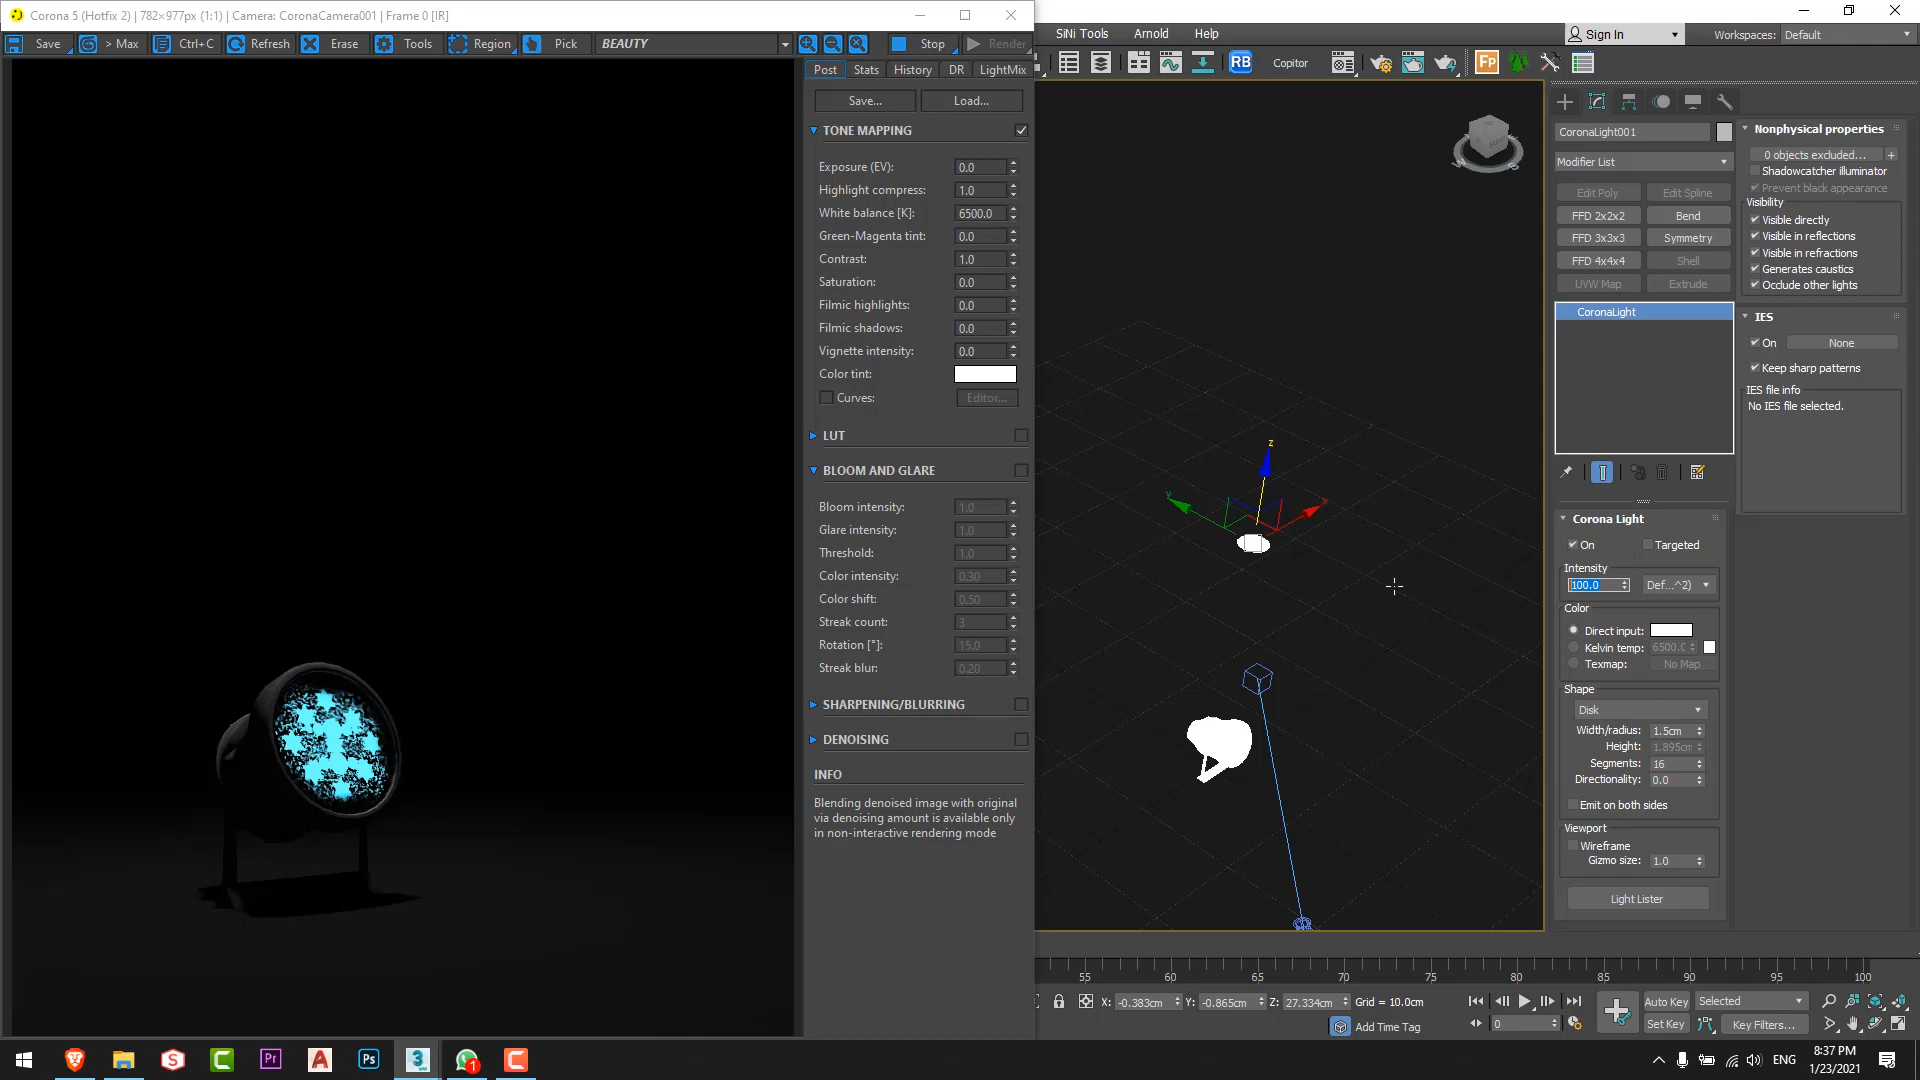 Corona 5 (Hotfix 2) | 782×977px (1:1) | Camera: CoronaCamera001 | Frame 0 [IR]
Save > Max Ctrl+C Refresh Erase Tools Region Pick BEAUTY Stop Render
Post Stats History DR LightMix
Save... Load...
TONE MAPPING
Exposure (EV): 0.0
Highlight compress: 1.0
White balance [K]: 6500.0
Green-Magenta tint: 0.0
Contrast: 1.0
Saturation: 0.0
Filmic highlights: 0.0
Filmic shadows: 0.0
Vignette intensity: 0.0
Color tint:
Curves: Editor...
LUT
BLOOM AND GLARE
Bloom intensity: 1.0
Glare intensity: 1.0
Threshold: 1.0
Color intensity: 0.30
Color shift: 0.50
Streak count: 3
Rotation [°]: 15.0
Streak blur: 0.20
SHARPENING/BLURRING
DENOISING
INFO
Blending denoised image with original
via denoising amount is available only
in non-interactive rendering mode
SiNi Tools Arnold Help
Sign In Workspaces: Default
RB Copitor Fp
z
y
x
CoronaLight001
Modifier List
Edit Poly Edit Spline
FFD 2x2x2 Bend
FFD 3x3x3 Symmetry
FFD 4x4x4 Shell
UVW Map Extrude
CoronaLight
Corona Light
On Targeted
Intensity
100.0 Def...^2)
Color
Direct input:
Kelvin temp: 6500.0
Texmap: No Map
Shape
Disk
Width/radius: 1.5cm
Height: 1.895cm
Segments: 16
Directionality: 0.0
Emit on both sides
Viewport
Wireframe
Gizmo size: 1.0
Light Lister
Nonphysical properties
0 objects excluded... +
Shadowcatcher illuminator
Prevent black appearance
Visibility
Visible directly
Visible in reflections
Visible in refractions
Generates caustics
Occlude other lights
IES
On None
Keep sharp patterns
IES file info
No IES file selected.
55 60 65 70 75 80 85 90 95 100
X: -0.383cm Y: -0.865cm Z: 27.334cm Grid = 10.0cm
Add Time Tag
0
Auto Key Selected
Set Key Key Filters...
S C Pr A Ps 3 1 C
ENG
8:37 PM
1/23/2021